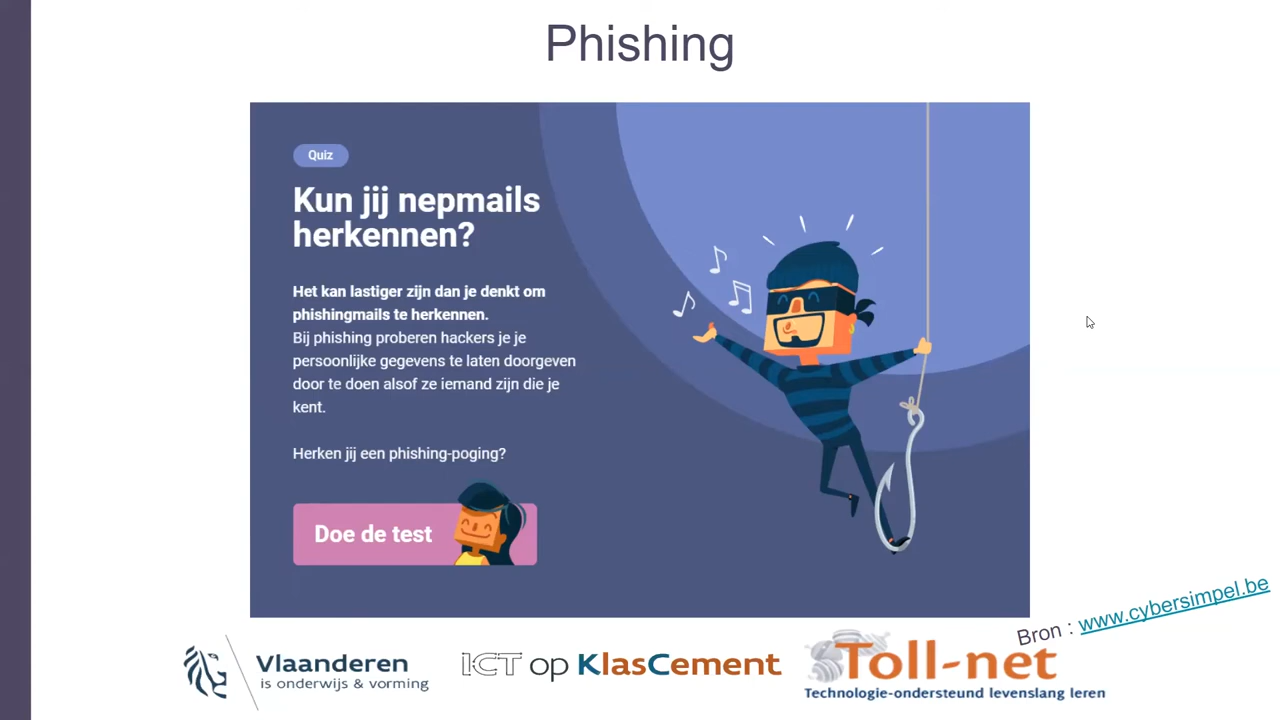 Phishing
Quiz
Kun jij nepmails
herkennen?
Het kan lastiger zijn dan je denkt om
phishingmails te herkennen.
Bij phishing proberen hackers je je
persoonlijke gegevens te laten doorgeven
door te doen alsof ze iemand zijn die je
kent.
Herken jij een phishing-poging?
Doe de test
Bron : www.cybersimpel.be
Vlaanderen
is onderwijs & vorming
ICT op KlasCement
Toll-net
Technologie-ondersteund levenslang leren